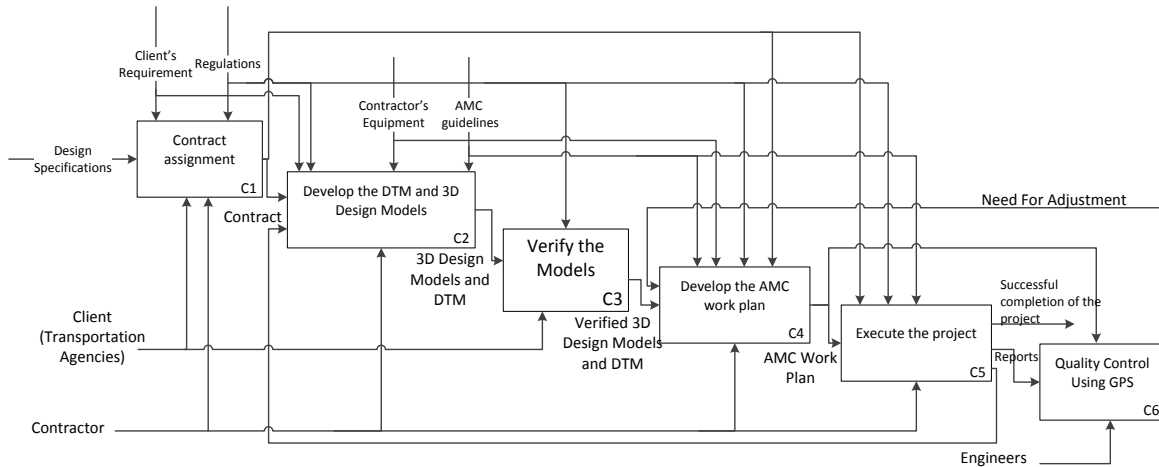 Client's
Requirement
Regulations
Contractor's
Equipment
AMC
guidelines
Design
Specifications
Contract
assignment
C1
Contract
Develop the DTM and 3D
Design Models
C2
3D Design
Models and
DTM
Verify the
Models
C3
Verified 3D
Design Models
and DTM
Need For Adjustment
Develop the AMC
work plan
C4
AMC Work
Plan
Execute the project
C5
Successful
completion of the
project
Reports
Quality Control
Using GPS
C6
Client
(Transportation
Agencies)
Contractor
Engineers